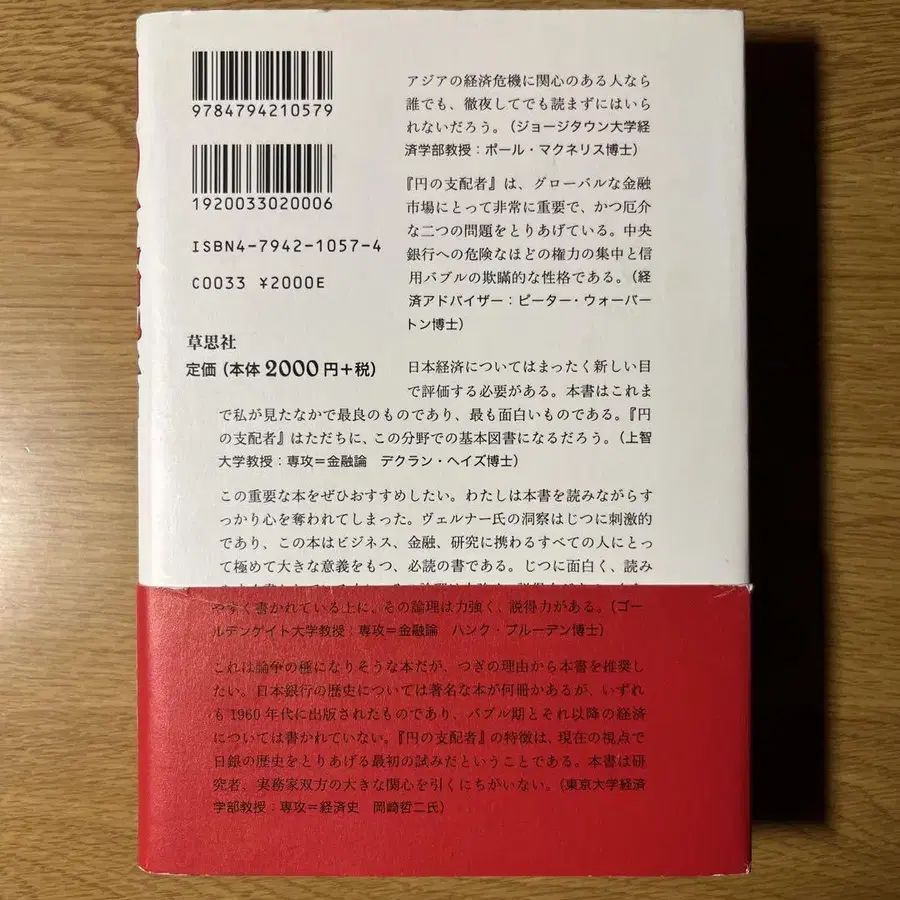 9784794210579
1920033020006
ISBN4-7942-1057-4
C0033 ¥2000E
草思社
定価 (本体 2000 円+税)
アジアの経済危機に関心のある人なら
誰でも、徹夜してでも読まずにはいら
れないだろう。(ジョージタウン大学経
済学部教授:ポール・マクネリス博士)
『円の支配者』は、グローバルな金融
市場にとって非常に重要で、かつ厄介
な二つの問題をとりあげている。中央
銀行への危険なほどの権力の集中と信
用バブルの欺瞞的な性格である。(経
済アドバイザー:ピーター・ウォーバー
トン博士)
日本経済についてはまったく新しい目
で評価する必要がある。本書はこれま
で私が見たなかで最良のものであり、最も面白いものである。『円
の支配者』はただちに、この分野での基本図書になるだろう。(上智
大学教授:専攻=金融論 デクラン・ヘイズ博士)
この重要な本をぜひおすすめしたい。わたしは本書を読みながらす
っかり心を奪われてしまった。ヴェルナー氏の洞察はじつに刺激的
であり、この本はビジネス、金融、研究に携わるすべての人にとっ
て極めて大きな意義をもつ、必読の書である。じつに面白く、読み
やすく書かれている上に、その論理は力強く、説得力がある。(ゴー
ルデンゲイト大学教授:専攻=金融論 ハンク・プルーデン博士)
これは論争の種になりそうな本だが、つぎの理由から本書を推奨し
たい。日本銀行の歴史については著名な本が何冊かあるが、いずれ
も1960年代に出版されたものであり、バブル期とそれ以降の経済
については書かれていない。『円の支配者』の特徴は、現在の視点で
日銀の歴史をとりあげる最初の試みだということである。本書は研
究者、実務家双方の大きな関心を引くにちがいない。(東京大学経済
学部教授:専攻=経済史 岡崎哲二氏)